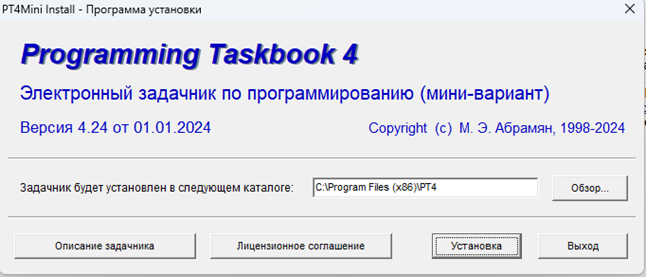 PT4Mini Install - Программа установки
Programming Taskbook 4
Электронный задачник по программированию (мини-вариант)
Версия 4.24 от 01.01.2024 Copyright (c) М. Э. Абрамян, 1998-2024
Задачник будет установлен в следующем каталоге: C:\Program Files (x86)\PT4 Обзор...
Описание задачника Лицензионное соглашение Установка Выход